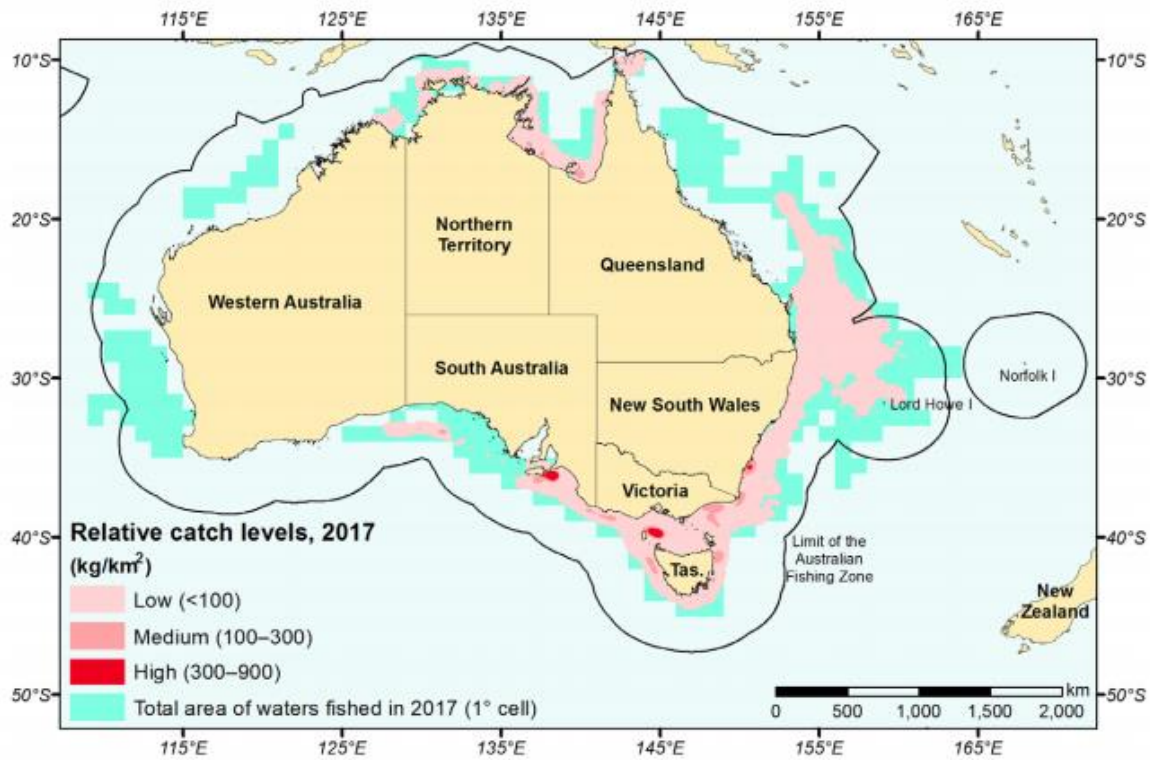 115°E 125°E 135°E 145°E 155°E 165°E
10°S 10°S
20°S 20°S
Northern
Territory
Queensland
Western Australia
South Australia
30°S 30°S
Norfolk I
New South Wales
Lord Howe I
Victoria
Relative catch levels, 2017
(kg/km²)
40°S 40°S
Limit of the
Australian
Fishing Zone
Tas.
New
Zealand
Low (<100)
Medium (100–300)
High (300–900)
Total area of waters fished in 2017 (1° cell)
50°S 50°S
km
0 500 1,000 1,500 2,000
115°E 125°E 135°E 145°E 155°E 165°E